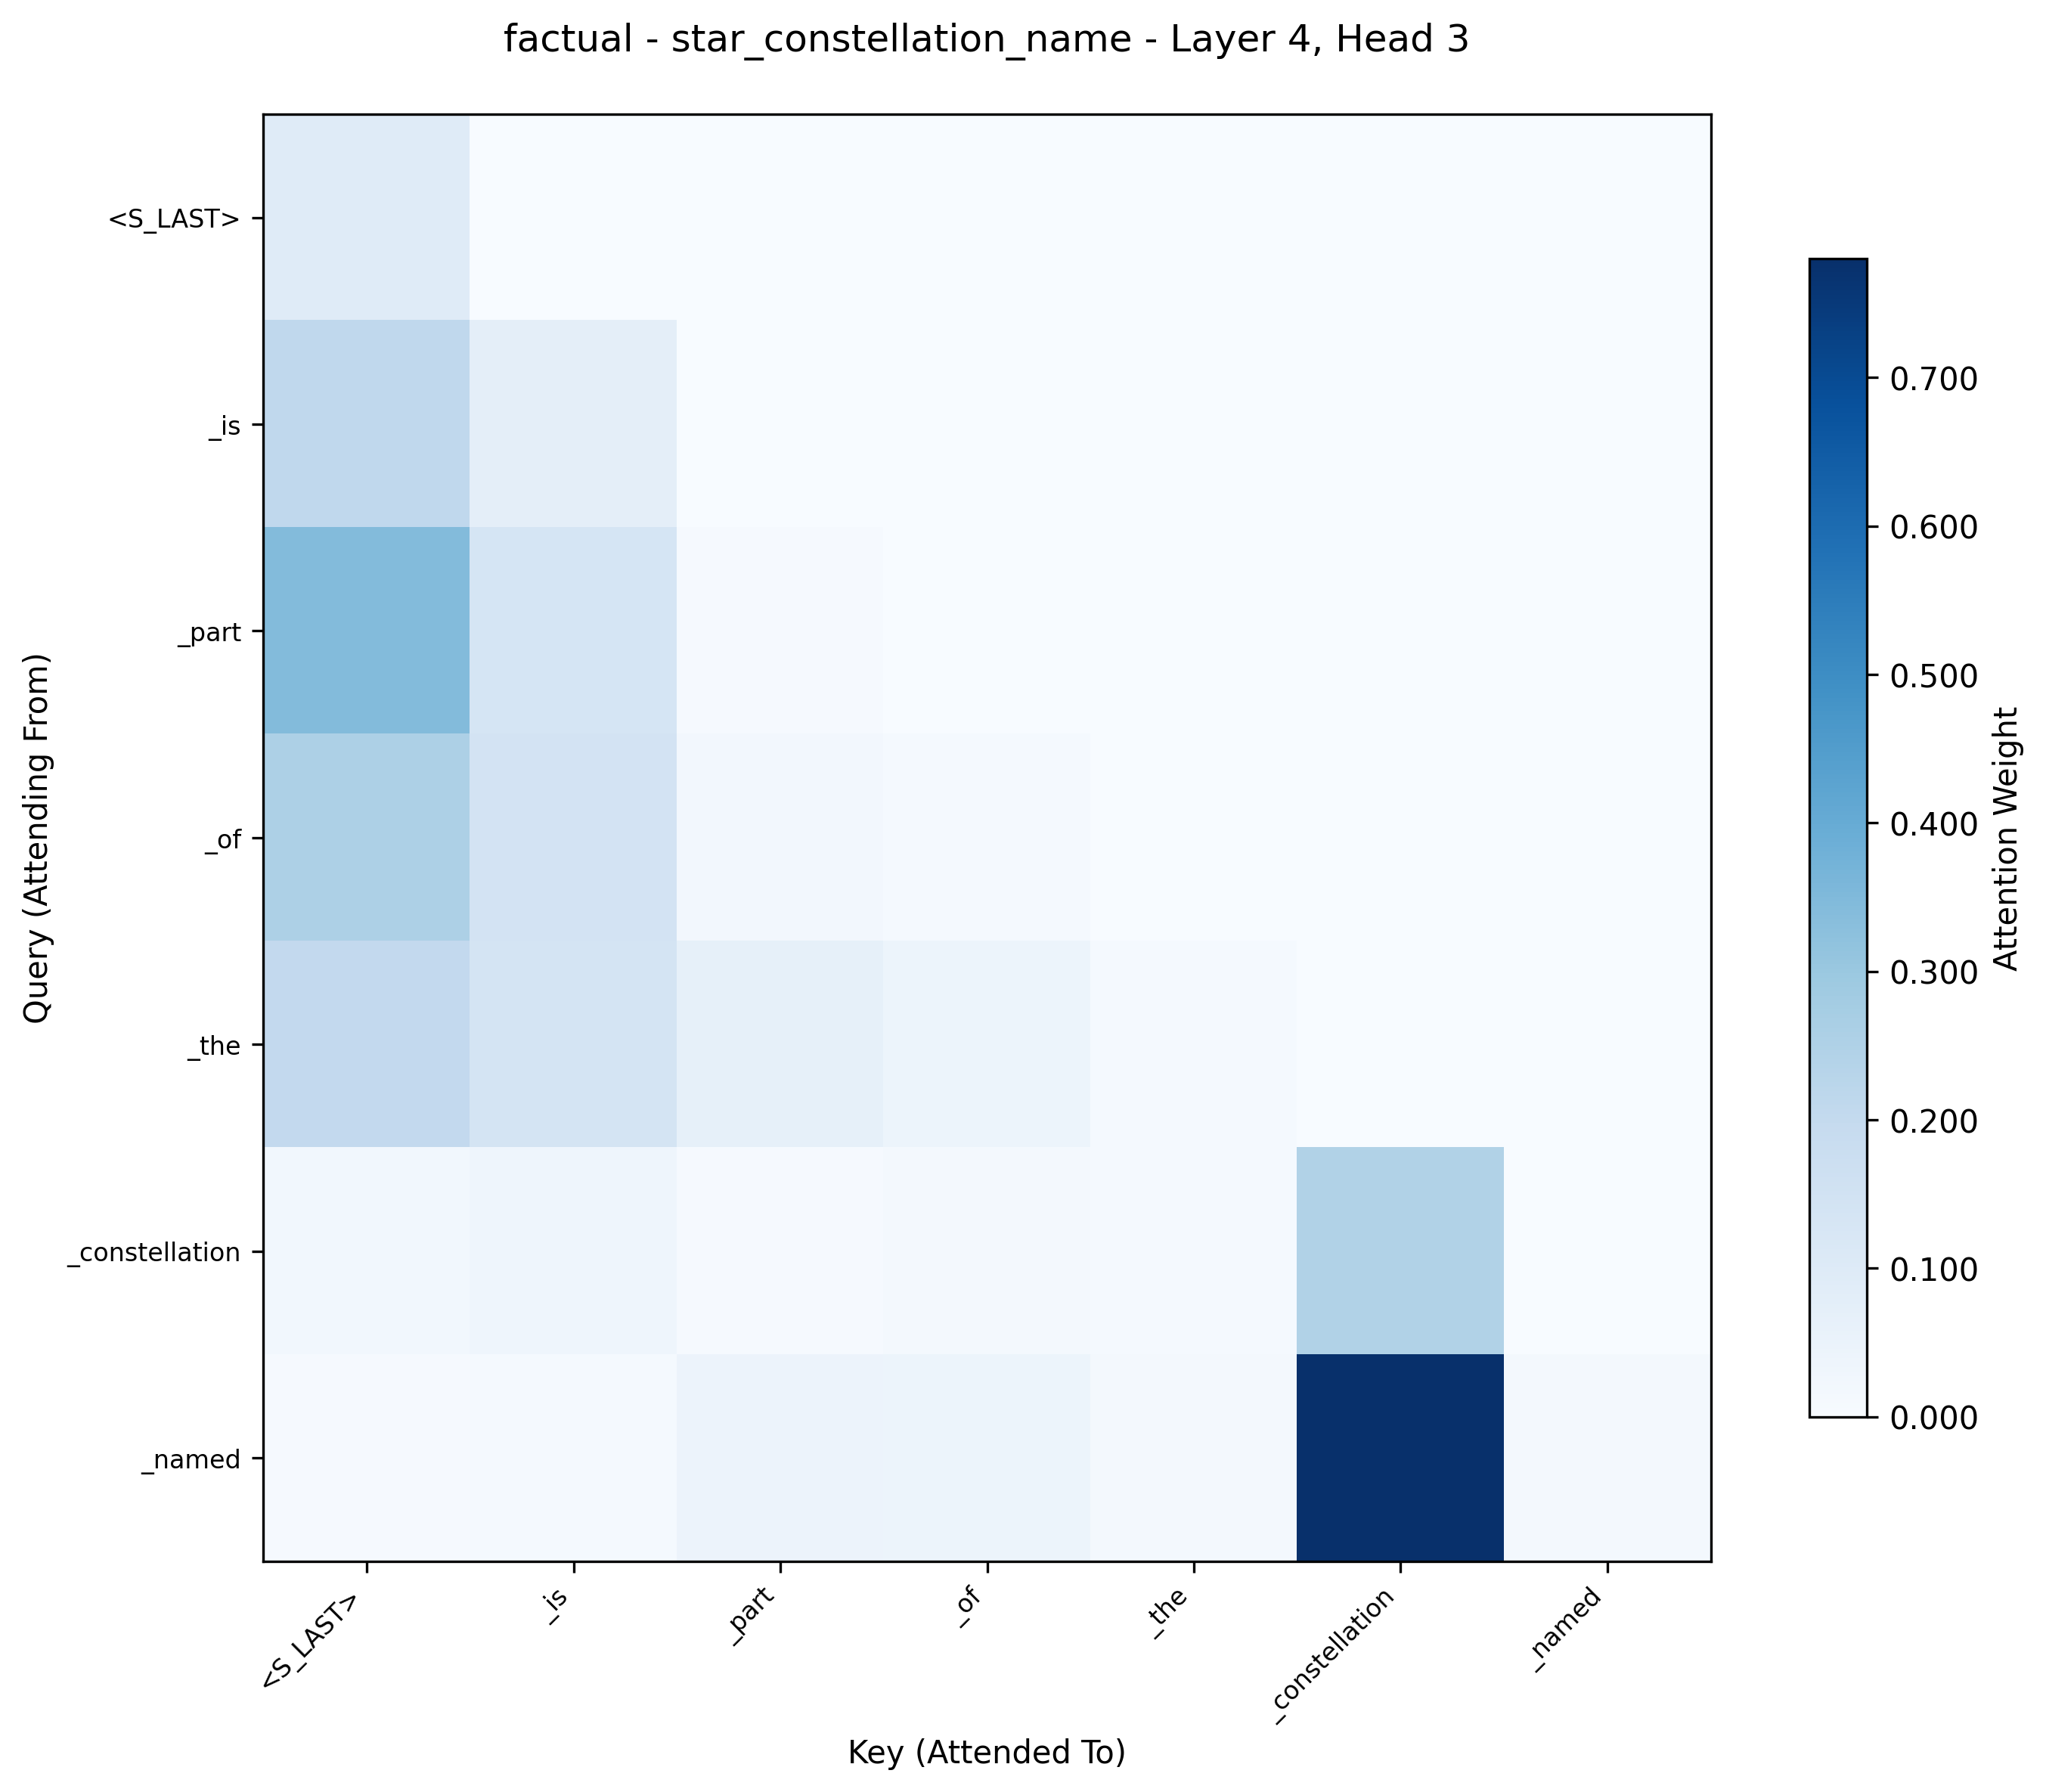 factual - star_constellation_name - Layer 4, Head 3
Query (Attending From)
<S_LAST>
_is
_part
_of
_the
_constellation
_named
<S_LAST>
_is
_part
_of
_the
_constellation
_named
Key (Attended To)
0.700
0.600
0.500
0.400
0.300
0.200
0.100
0.000
Attention Weight